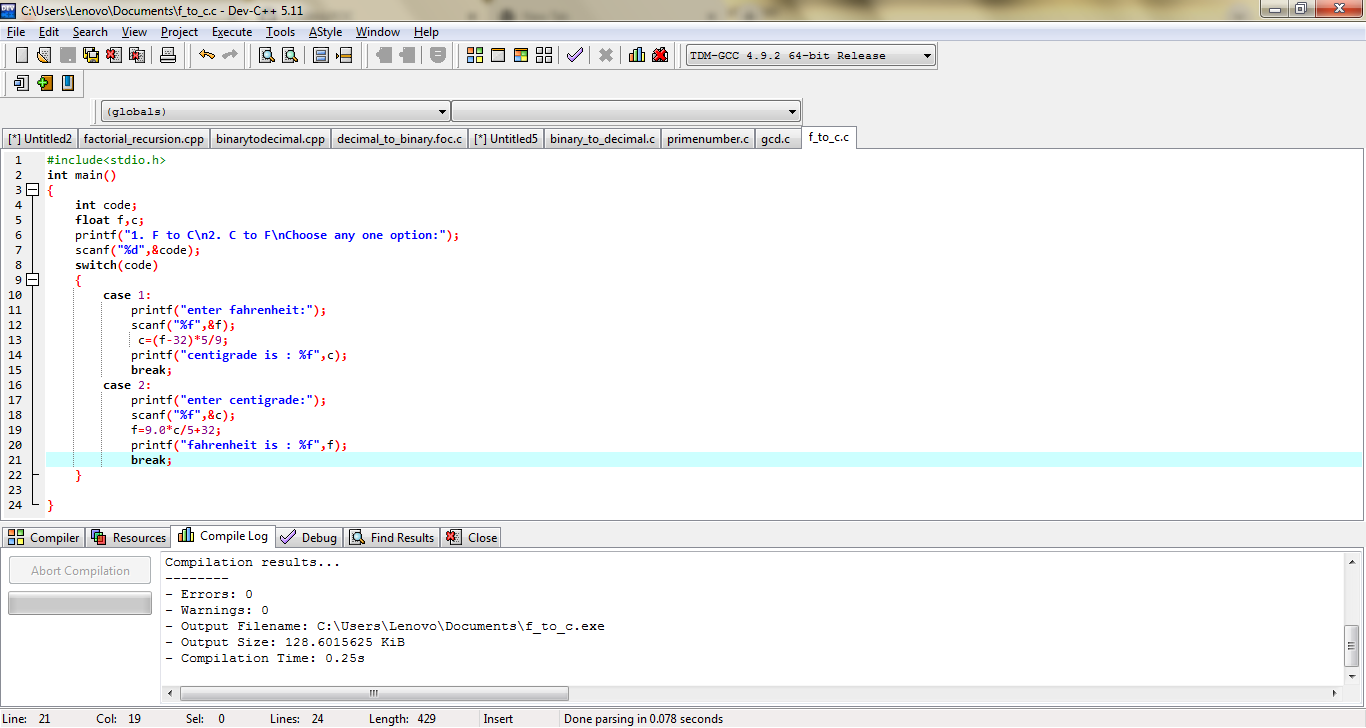 C:\Users\Lenovo\Documents\f_to_c.c - Dev-C++ 5.11
File Edit Search View Project Execute Tools AStyle Window Help
TDM-GCC 4.9.2 64-bit Release
(globals)
[*] Untitled2 factorial_recursion.cpp binarytodecimal.cpp decimal_to_binary.foc.c [*] Untitled5 binary_to_decimal.c primenumber.c gcd.c f_to_c.c
1 #include<stdio.h>
2 int main()
3 {
4 int code;
5 float f,c;
6 printf("1. F to C\n2. C to F\nChoose any one option:");
7 scanf("%d",&code);
8 switch(code)
9 {
10 case 1:
11 printf("enter fahrenheit:");
12 scanf("%f",&f);
13 c=(f-32)*5/9;
14 printf("centigrade is : %f",c);
15 break;
16 case 2:
17 printf("enter centigrade:");
18 scanf("%f",&c);
19 f=9.0*c/5+32;
20 printf("fahrenheit is : %f",f);
21 break;
22 }
23
24 }
Compiler Resources Compile Log Debug Find Results Close
Abort Compilation
Compilation results...
--------
- Errors: 0
- Warnings: 0
- Output Filename: C:\Users\Lenovo\Documents\f_to_c.exe
- Output Size: 128.6015625 KiB
- Compilation Time: 0.25s
Line: 21 Col: 19 Sel: 0 Lines: 24 Length: 429 Insert Done parsing in 0.078 seconds